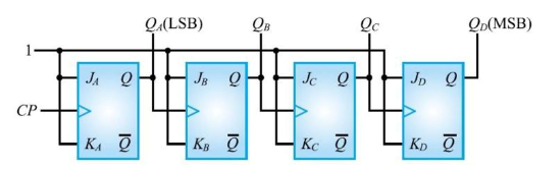 Q_A(LSB) Q_B Q_C Q_D(MSB)
1
J_A Q J_B Q J_C Q J_D Q
CP
K_A Q̅ K_B Q̅ K_C Q̅ K_D Q̅